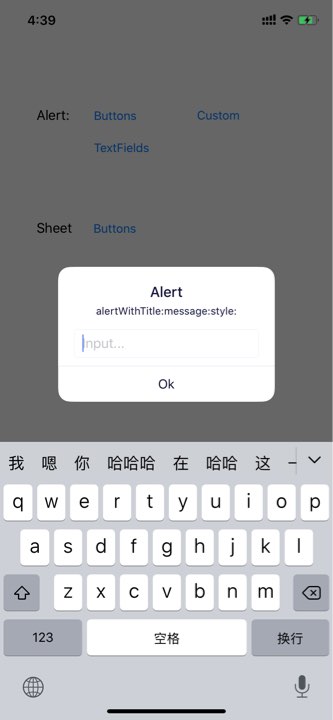 4:39
Alert: Buttons Custom
TextFields
Sheet Buttons
Alert
alertWithTitle:message:style:
Input...
Ok
我 嗯 你 哈哈哈 在 哈哈 这 一
q w e r t y u i o p
a s d f g h j k l
z x c v b n m
123 空格 换行